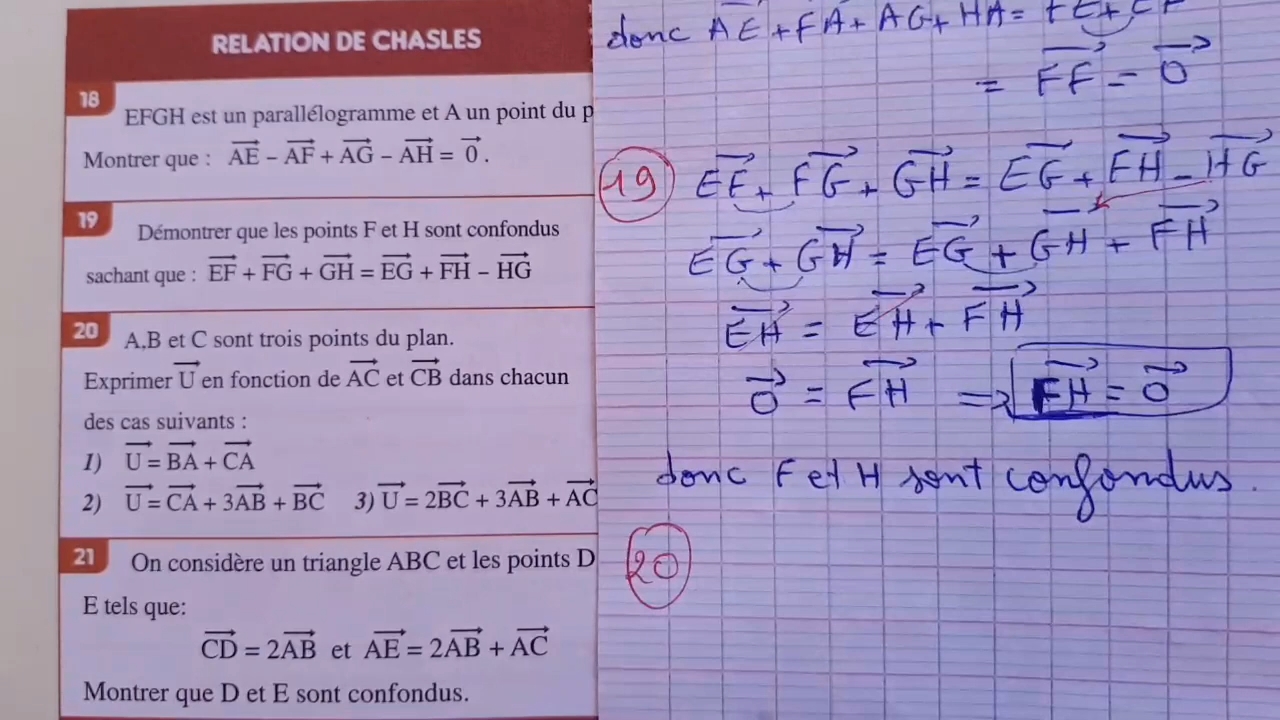 RELATION DE CHASLES
18
EFGH est un parallélogramme et A un point du
Montrer que : AE⃗ − AF⃗ + AG⃗ − AH⃗ = 0⃗ .
19
Démontrer que les points F et H sont confondus
sachant que : EF⃗ + FG⃗ + GH⃗ = EG⃗ + FH⃗ − HG⃗
20
A,B et C sont trois points du plan.
Exprimer U⃗ en fonction de AC⃗ et CB⃗ dans chacun
des cas suivants :
1) U⃗ = BA⃗ + CA⃗
2) U⃗ = CA⃗ + 3AB⃗ + BC⃗ 3) U⃗ = 2BC⃗ + 3AB⃗ + AC⃗
21
On considère un triangle ABC et les points D
E tels que:
CD⃗ = 2AB⃗ et AE⃗ = 2AB⃗ + AC⃗
Montrer que D et E sont confondus.
donc AE + FA + AG + HA =
= FF⃗ = 0⃗
19 EF⃗ + FG⃗ + GH⃗ = EG⃗ + FH⃗ − HG⃗
EG⃗ + GH⃗ = EG⃗ + GH⃗ + FH⃗
EH⃗ = EH⃗ + FH⃗
0⃗ = FH⃗ => FH⃗ = 0⃗
donc F et H sont confondus.
20